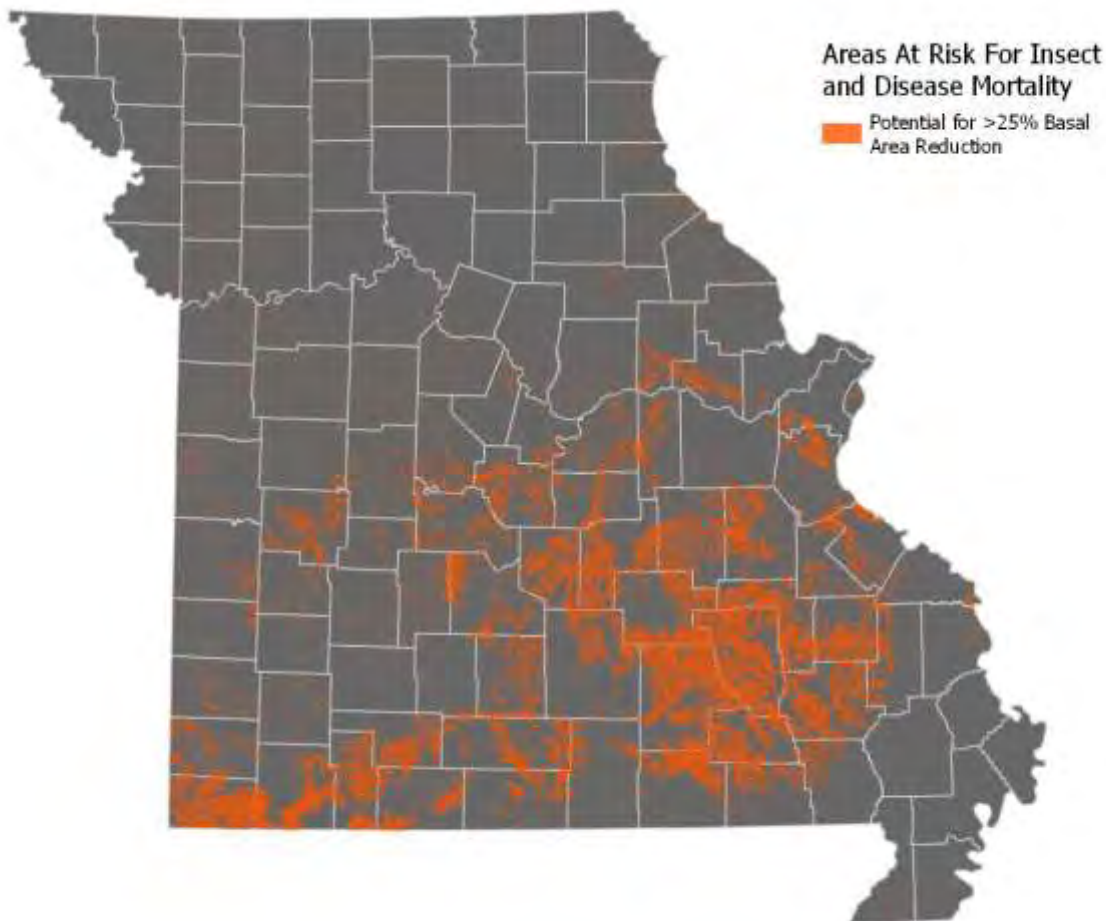 Areas At Risk For Insect
and Disease Mortality
Potential for >25% Basal
Area Reduction